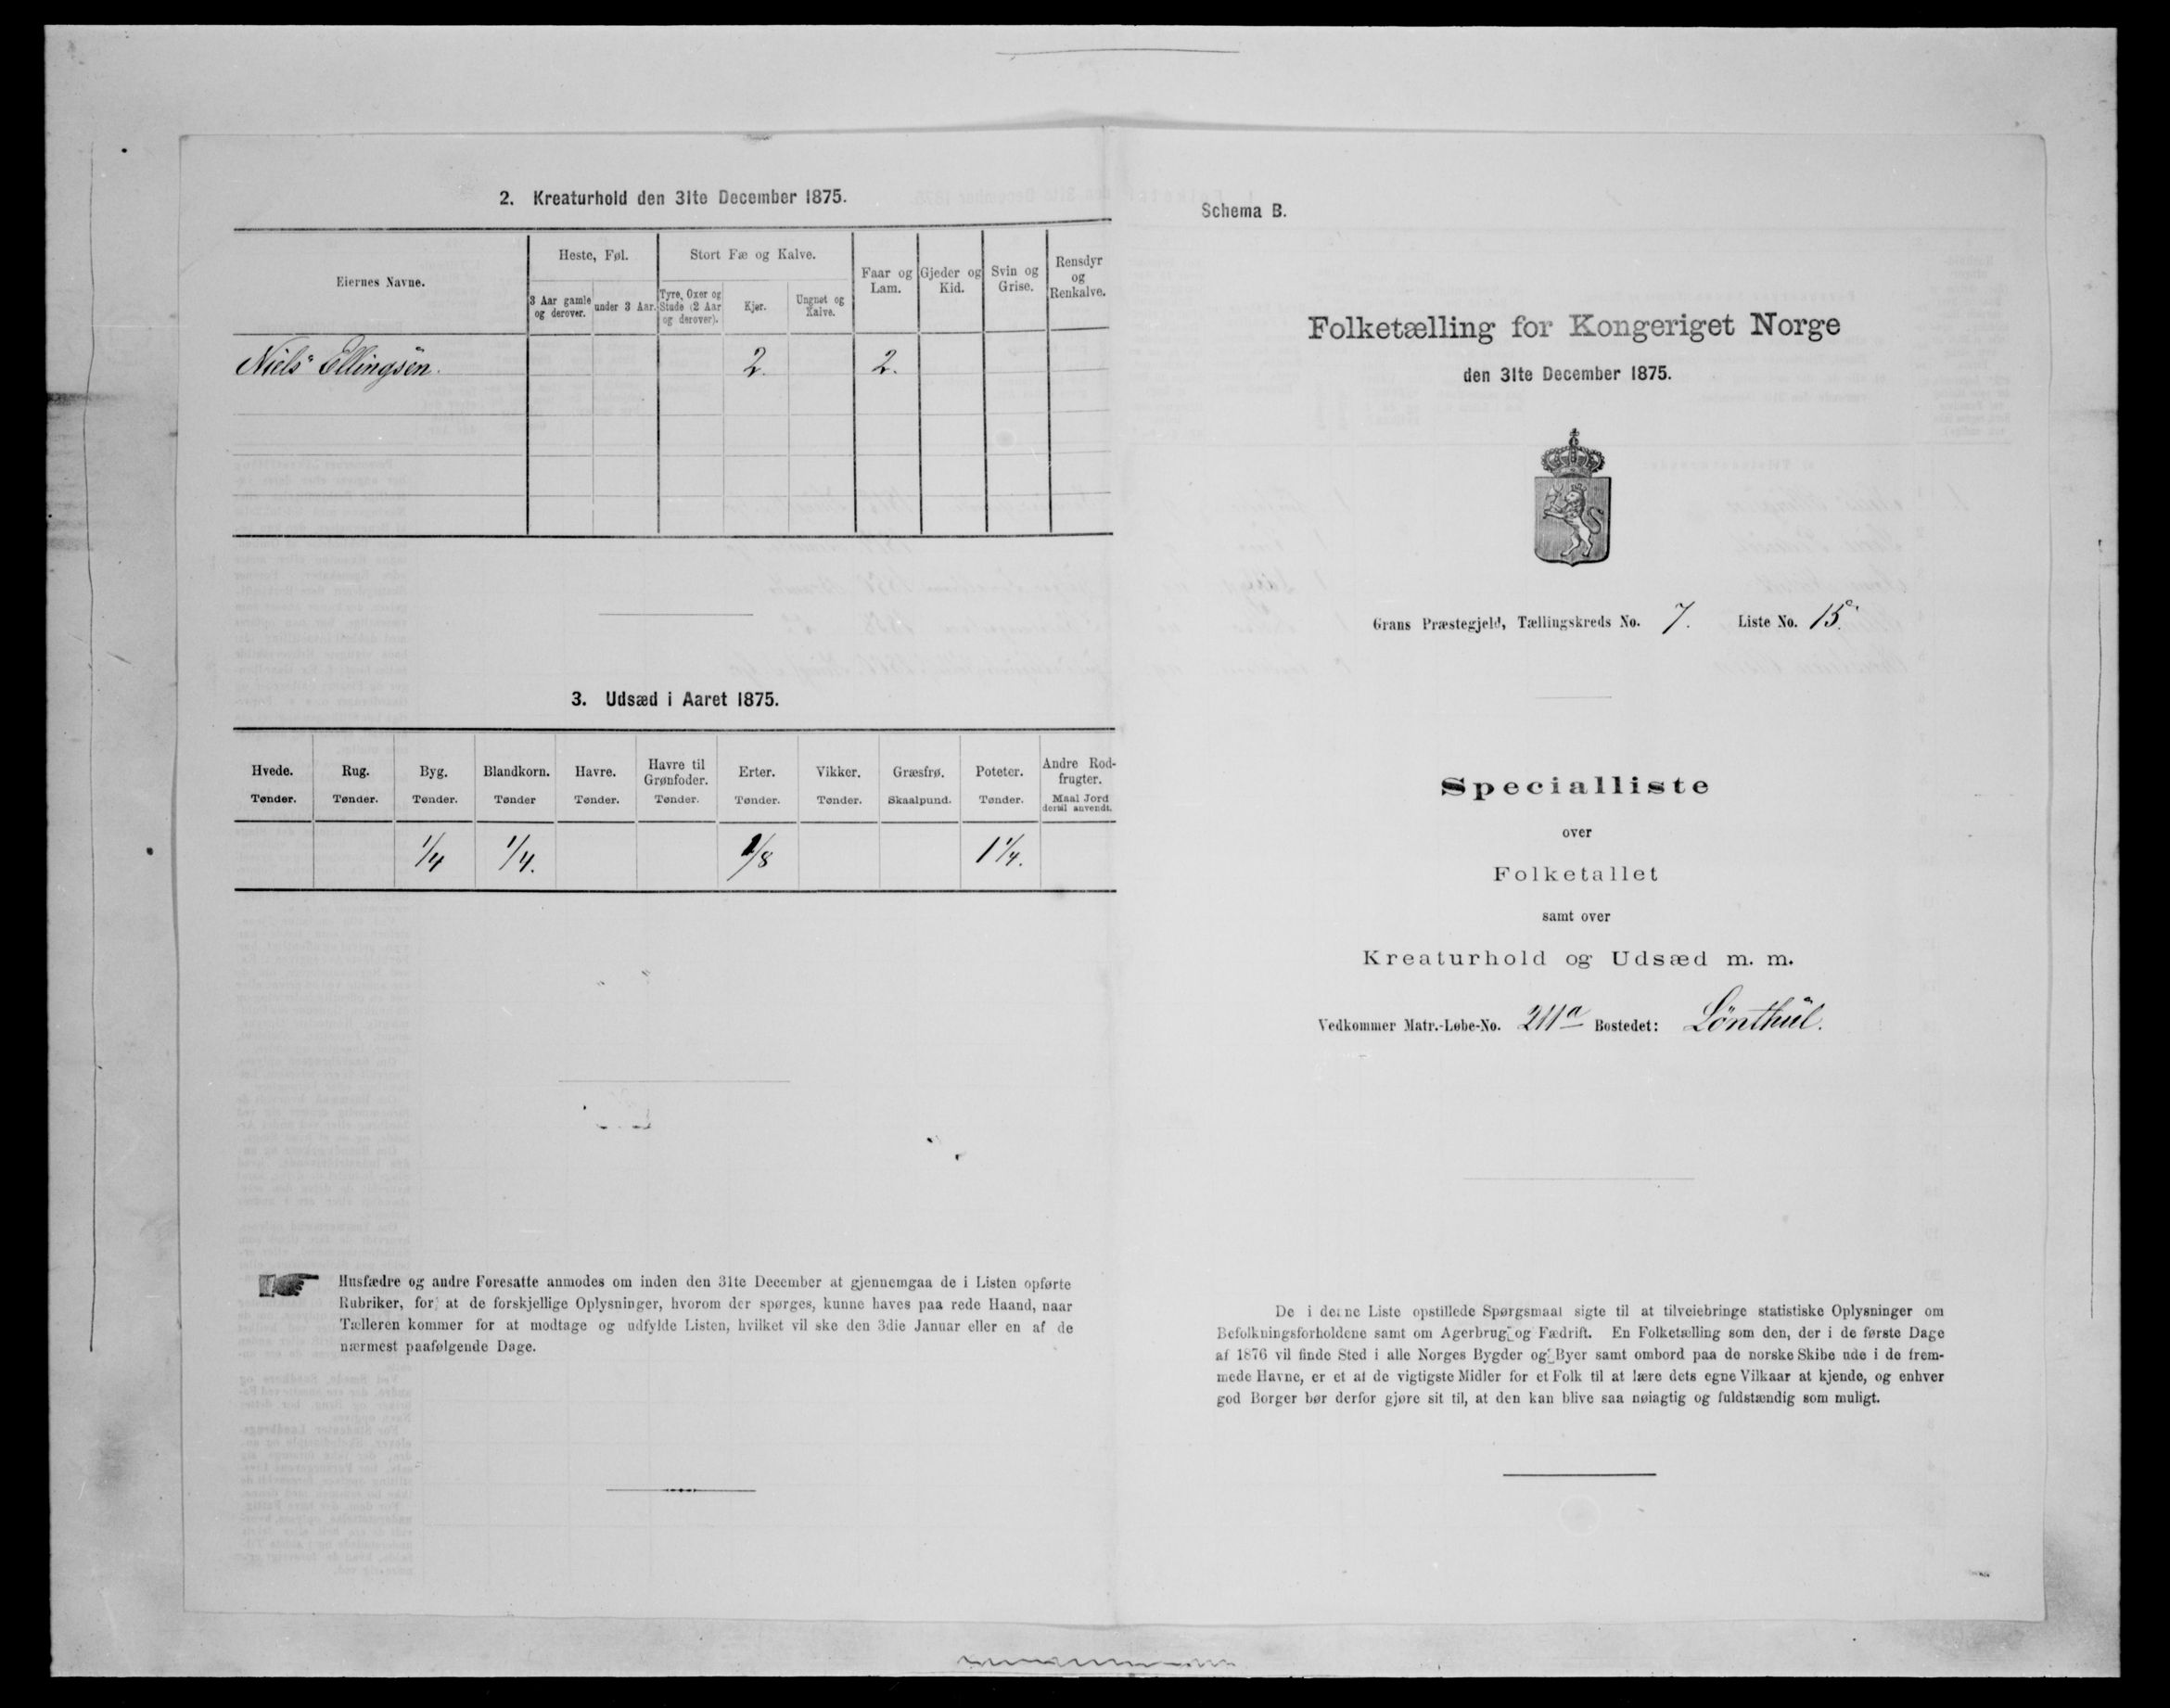 2. Kreaturhold den 31te December 1875.
Eiernes Navne.
Heste, Føl.
Stort Fæ og Kalve.
Faar og Lam.
Gjeder og Kid.
Svin og Grise.
Rensdyr og Renkalve.
3 Aar gamle og derover.
under 3 Aar.
Tyre, Oxer og Stude (2 Aar og derover).
Kjør.
Ungnøt og Kalve.
Niels Ellingsen. 2. 2.
3. Udsæd i Aaret 1875.
Hvede. Rug. Byg. Blandkorn. Havre. Havre til Grønfoder. Erter. Vikker. Græsfrø. Poteter. Andre Rodfrugter.
Tønder. Tønder. Tønder. Tønder Tønder. Tønder. Tønder. Tønder. Skaalpund. Tønder. Maal Jord dertil anvendt.
1/4 1/4. 1/8 1 1/4.
Husfædre og andre Foresatte anmodes om inden den 31te December at gjennemgaa de i Listen opførte
Rubriker, for at de forskjellige Oplysninger, hvorom der spørges, kunne haves paa rede Haand, naar
Tælleren kommer for at modtage og udfylde Listen, hvilket vil ske den 3die Januar eller en af de
nærmest paafølgende Dage.
Schema B.
Folketælling for Kongeriget Norge
den 31te December 1875.
Grans Præstegjeld, Tællingskreds No. 7. Liste No. 15
Specialliste
over
Folketallet
samt over
Kreaturhold og Udsæd m. m.
Vedkommer Matr.-Løbe-No. 211a Bostedet: Lönthül.
De i denne Liste opstillede Spørgsmaal sigte til at tilveiebringe statistiske Oplysninger om
Befolkningsforholdene samt om Agerbrug og Fædrift. En Folketælling som den, der i de første Dage
af 1876 vil finde Sted i alle Norges Bygder og Byer samt ombord paa de norske Skibe ude i de frem-
mede Havne, er et af de vigtigste Midler for et Folk til at lære dets egne Vilkaar at kjende, og enhver
god Borger bør derfor gjøre sit til, at den kan blive saa nøiagtig og fuldstændig som muligt.